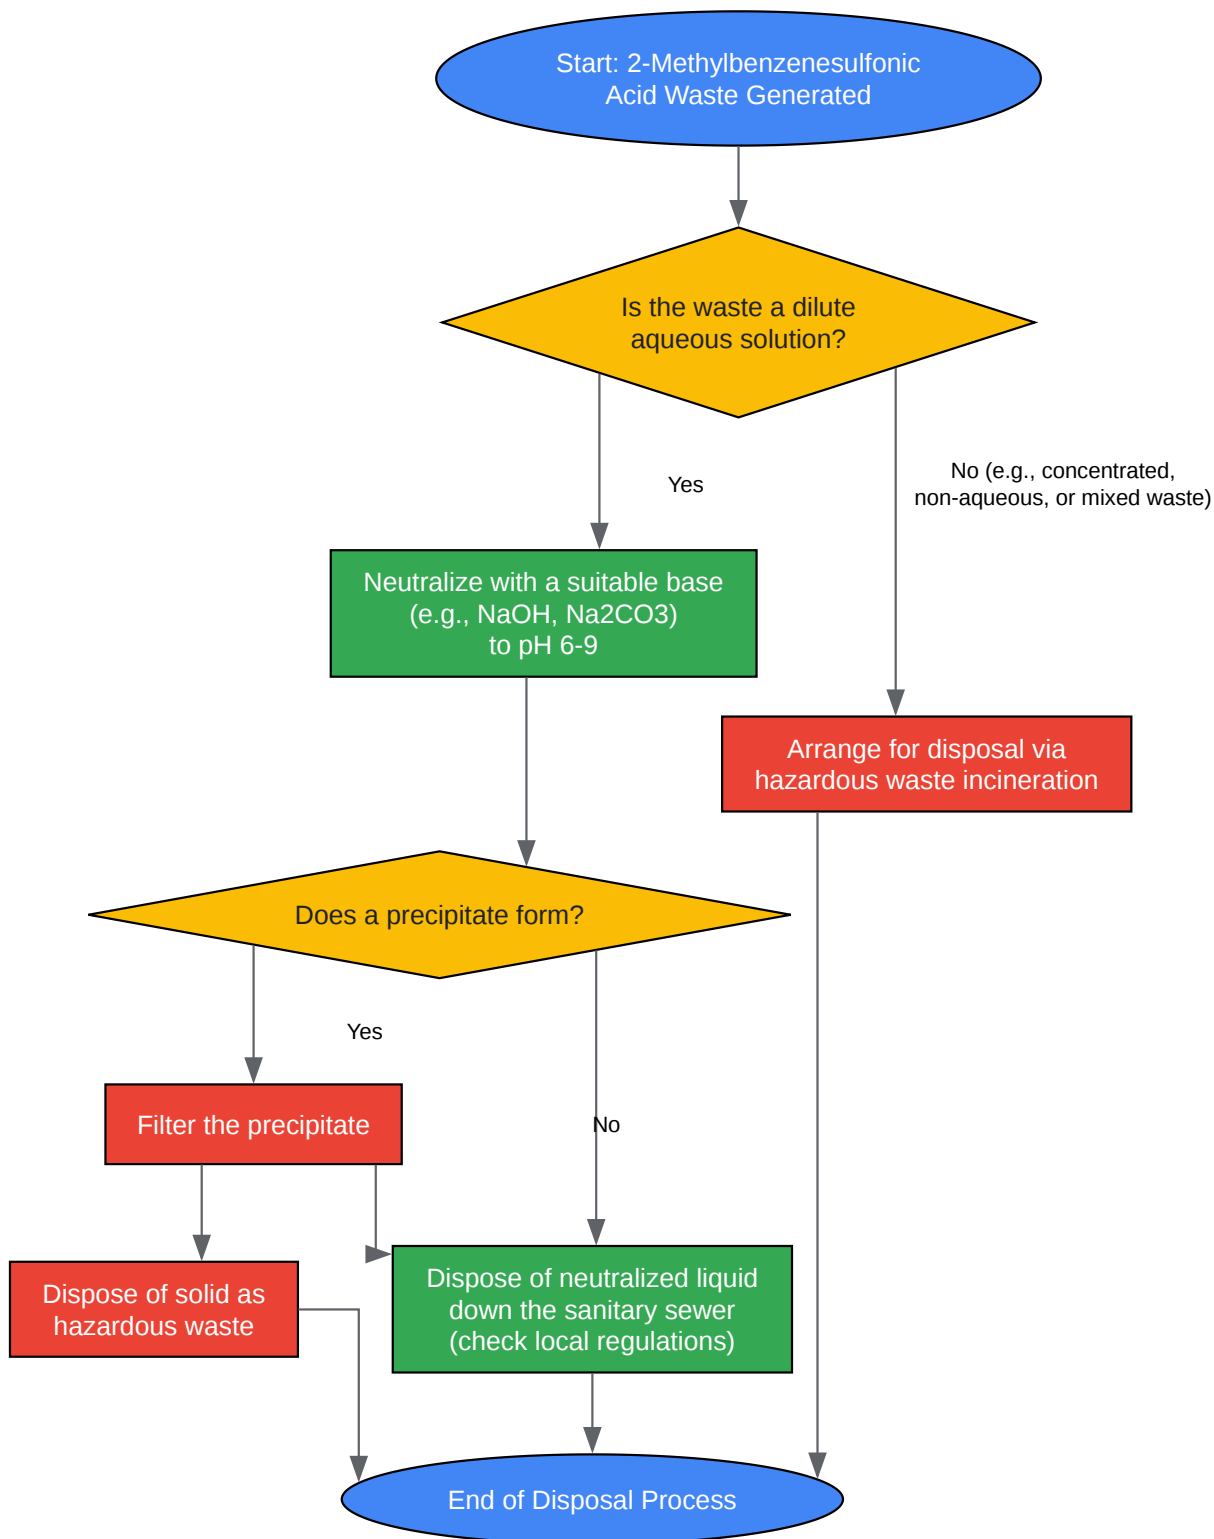 Start: 2-Methylbenzenesulfonic
Acid Waste Generated
Is the waste a dilute
aqueous solution?
Yes
No (e.g., concentrated,
non-aqueous, or mixed waste)
Neutralize with a suitable base
(e.g., NaOH, Na2CO3)
to pH 6-9
Arrange for disposal via
hazardous waste incineration
Does a precipitate form?
Yes
Filter the precipitate
No
Dispose of solid as
hazardous waste
Dispose of neutralized liquid
down the sanitary sewer
(check local regulations)
End of Disposal Process